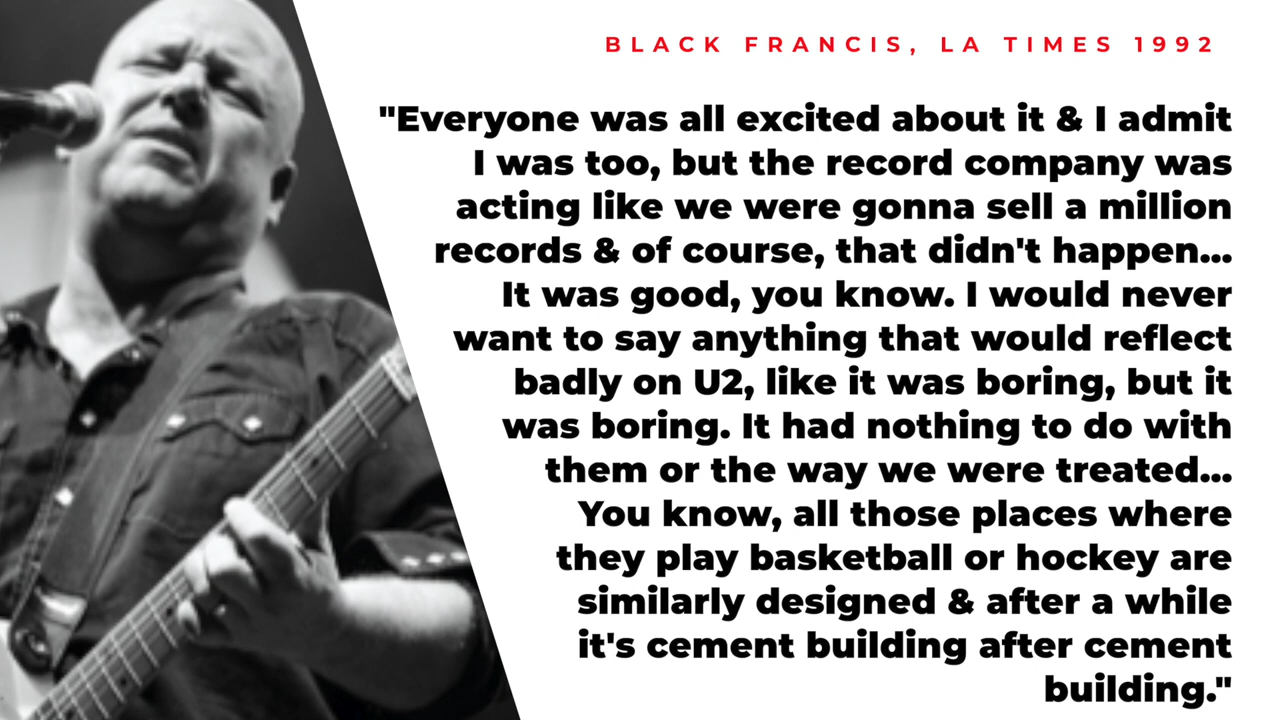 BLACK FRANCIS, LA TIMES 1992
"Everyone was all excited about it & I admit
I was too, but the record company was
acting like we were gonna sell a million
records & of course, that didn't happen...
It was good, you know. I would never
want to say anything that would reflect
badly on U2, like it was boring, but it
was boring. It had nothing to do with
them or the way we were treated...
You know, all those places where
they play basketball or hockey are
similarly designed & after a while
it's cement building after cement
building."